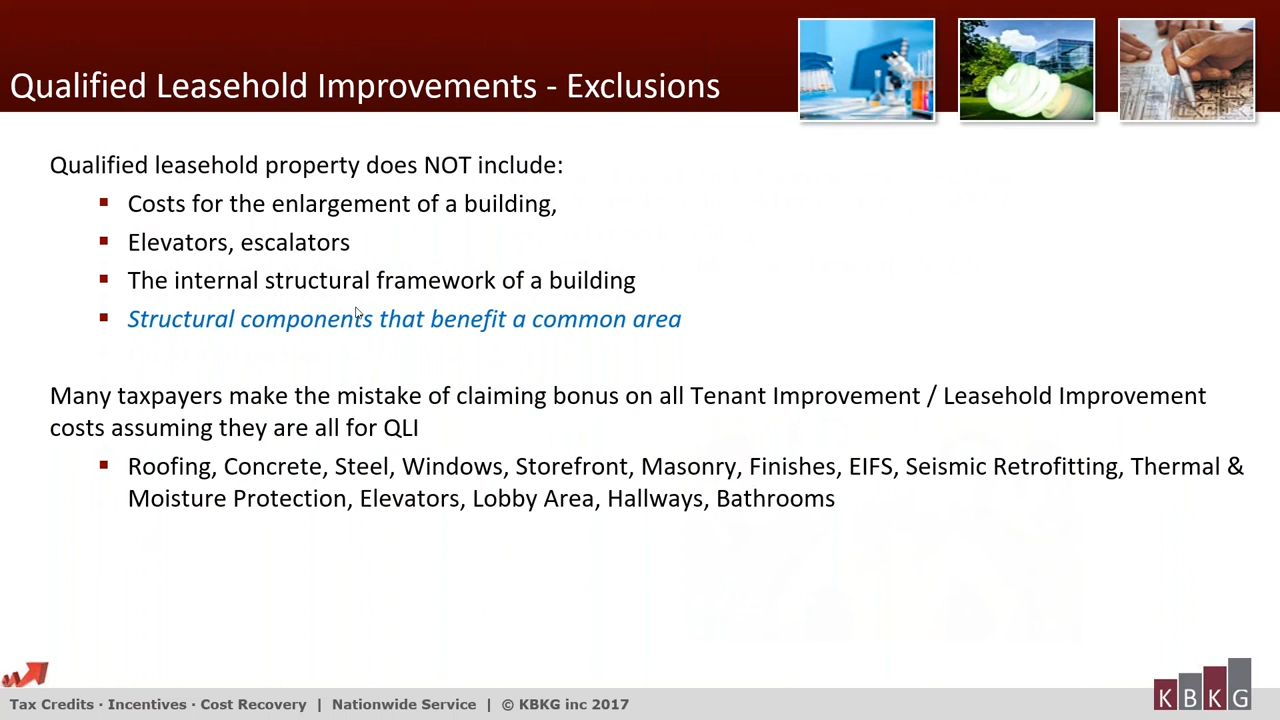 Qualified Leasehold Improvements - Exclusions
Qualified leasehold property does NOT include:
Costs for the enlargement of a building,
Elevators, escalators
The internal structural framework of a building
Structural components that benefit a common area
Many taxpayers make the mistake of claiming bonus on all Tenant Improvement / Leasehold Improvement
costs assuming they are all for QLI
Roofing, Concrete, Steel, Windows, Storefront, Masonry, Finishes, EIFS, Seismic Retrofitting, Thermal &
Moisture Protection, Elevators, Lobby Area, Hallways, Bathrooms
Tax Credits · Incentives · Cost Recovery | Nationwide Service | © KBKG inc 2017
KBKG